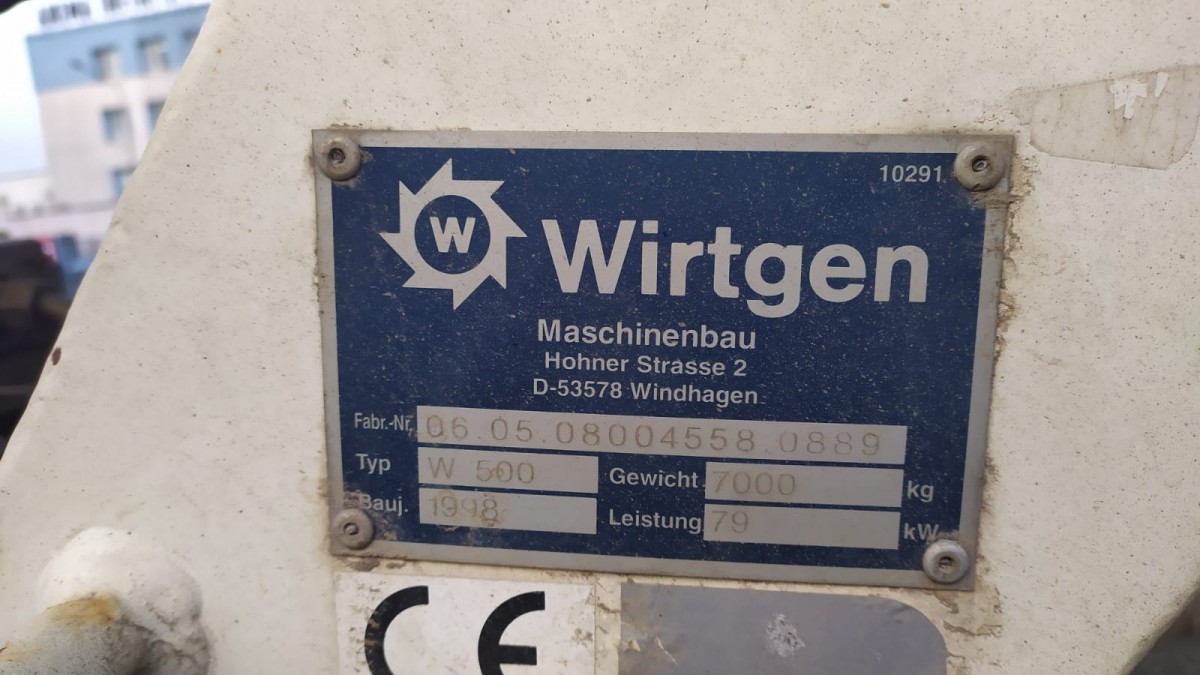 10291
W
Wirtgen
Maschinenbau
Hohner Strasse 2
D-53578 Windhagen
Fabr.-Nr. 06.05.08004558.0889
Typ W 500 Gewicht 7000 kg
Bauj. 1998 Leistung 79 kW
CE